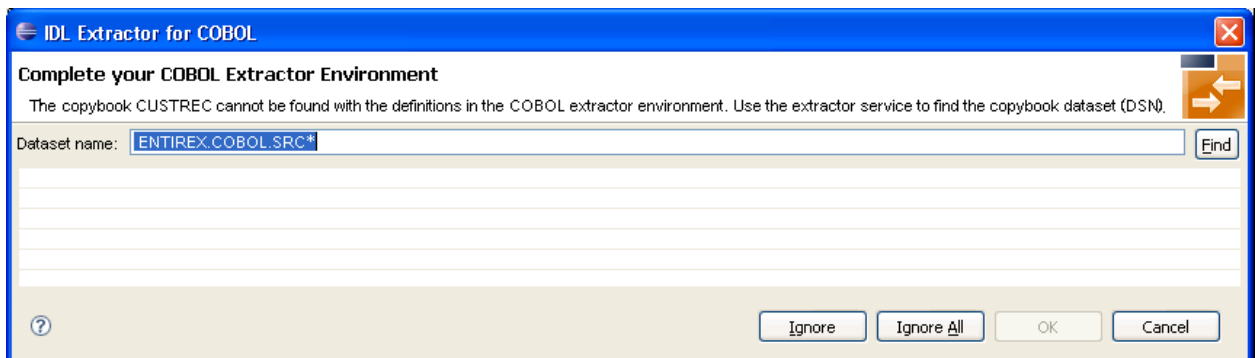 IDL Extractor for COBOL
Complete your COBOL Extractor Environment
The copybook CUSTREC cannot be found with the definitions in the COBOL extractor environment. Use the extractor service to find the copybook dataset (DSN).
Dataset name: ENTIREX.COBOL.SRC* Find
? Ignore Ignore All OK Cancel